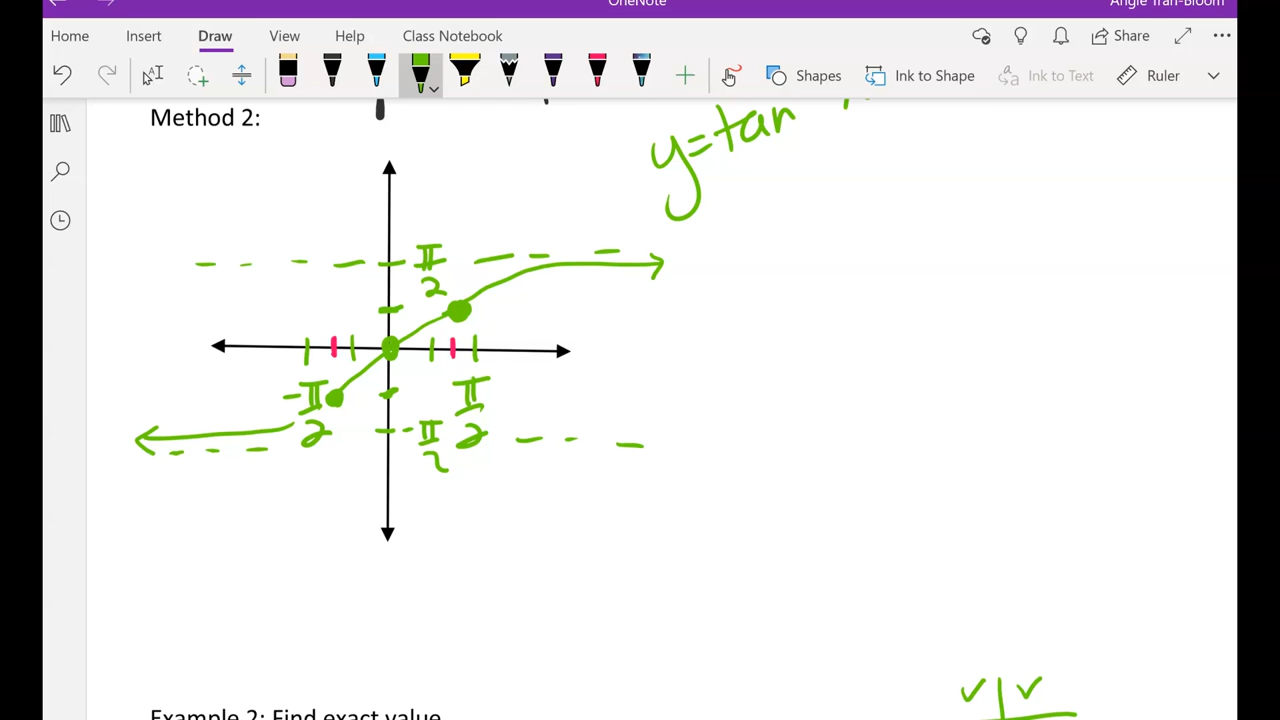 OneNote
Angie Tran-Bloom
Home Insert Draw View Help Class Notebook Share
Ink to Shape Ink to Text Ruler Shapes
Method 2:
y=tan
π/2
-π/2 π/2
-π/2
Example 2: Find exact value